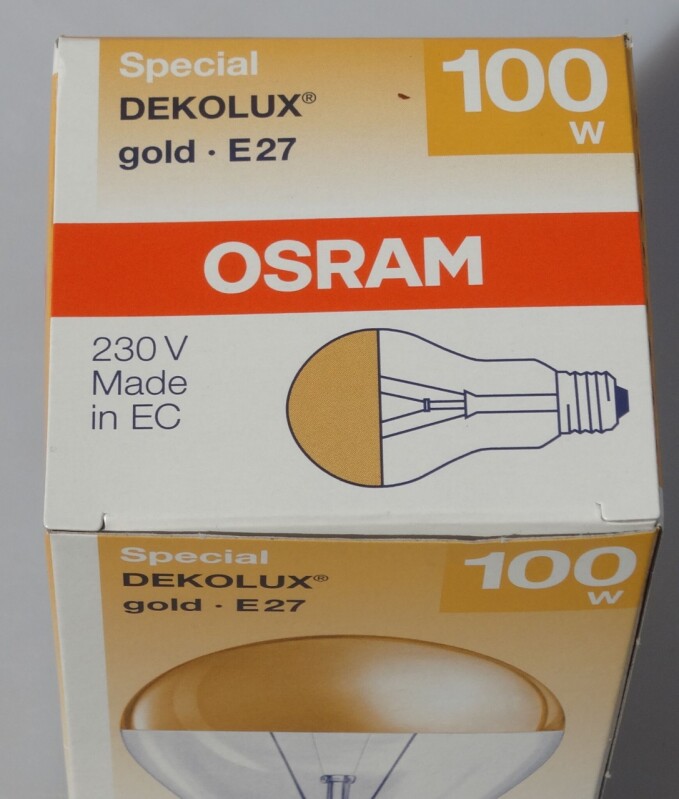 Special
DEKOLUX®
gold · E27
100
W
OSRAM
230 V
Made
in EC
Special
DEKOLUX®
gold · E27
100
W